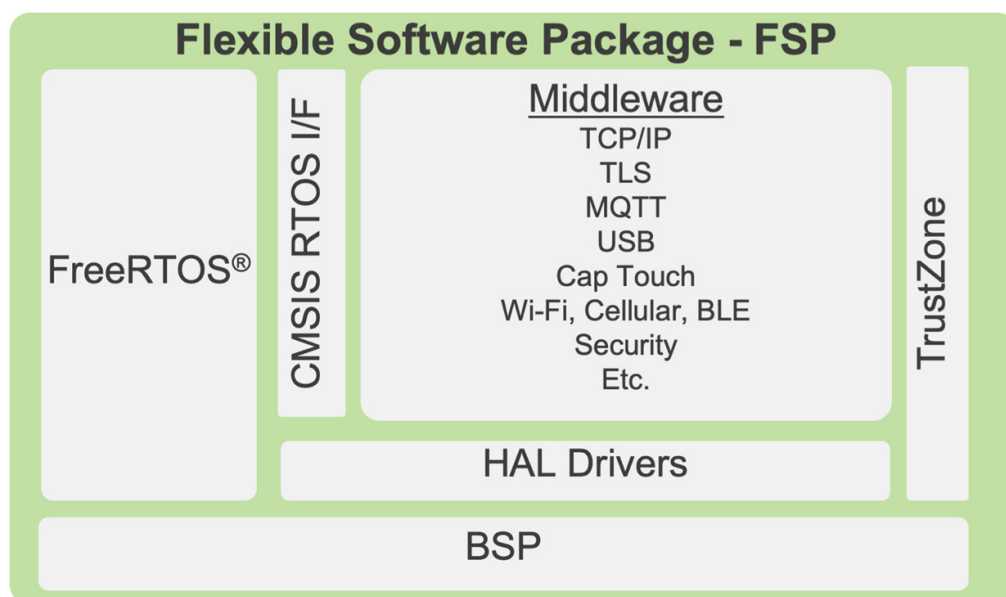 Flexible Software Package - FSP
FreeRTOS®
CMSIS RTOS I/F
Middleware
TCP/IP
TLS
MQTT
USB
Cap Touch
Wi-Fi, Cellular, BLE
Security
Etc.
TrustZone
HAL Drivers
BSP